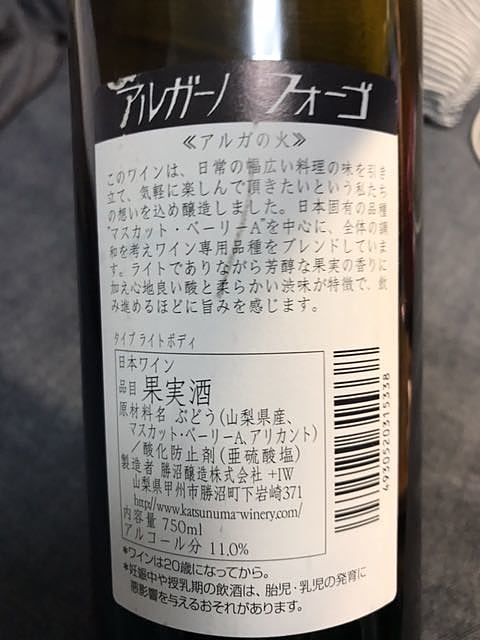 アルガーノ フォーゴ
≪アルガの火≫
このワインは、日常の幅広い料理の味を引き
立て、気軽に楽しんで頂きたいという私たち
の想いを込め醸造しました。日本固有の品種
"マスカット・ベーリーA"を中心に、全体の調
和を考えワイン専用品種をブレンドしていま
す。ライトでありながら芳醇な果実の香りに
加え心地良い酸と柔らかい渋味が特徴で、飲
み進めるほどに旨みを感じます。
タイプ ライトボディ
日本ワイン
品目 果実酒
原材料名 ぶどう(山梨県産、
マスカット・ベーリーA、アリカント)
／酸化防止剤(亜硫酸塩)
製造者 勝沼醸造株式会社 +IW
山梨県甲州市勝沼町下岩崎371
http://www.katsunuma-winery.com/
内容量 750ml
アルコール分 11.0%
4939520315338
*ワインは20歳になってから。
*妊娠中や授乳期の飲酒は、胎児・乳児の発育に
悪影響を与えるおそれがあります。